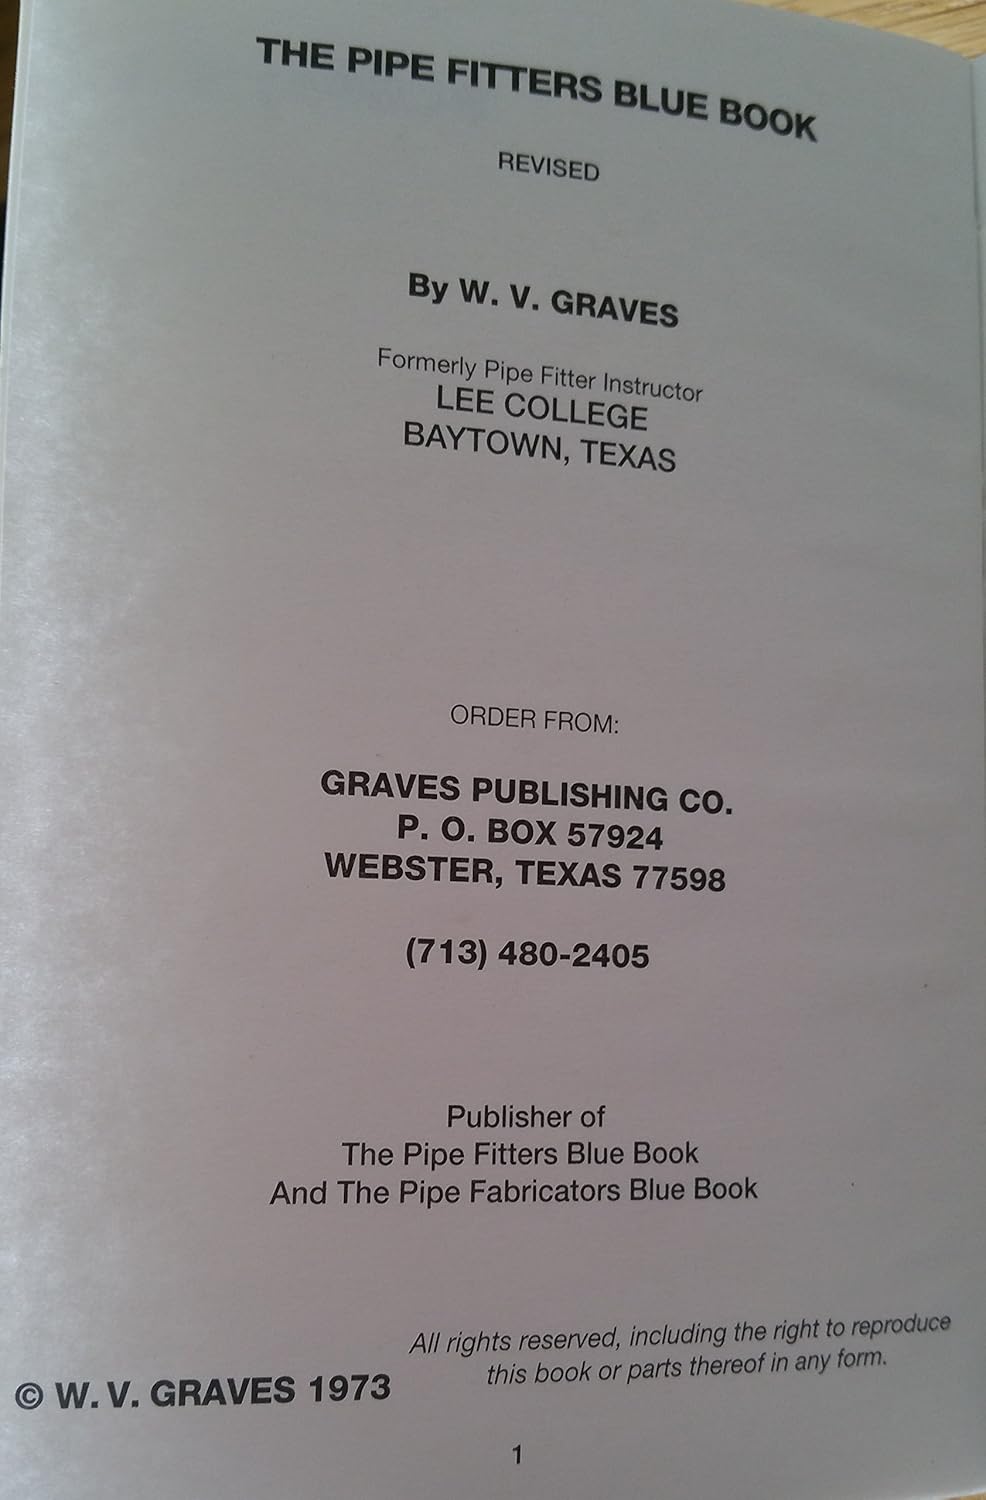 THE PIPE FITTERS BLUE BOOK
REVISED
By W. V. GRAVES
Formerly Pipe Fitter Instructor
LEE COLLEGE
BAYTOWN, TEXAS
ORDER FROM:
GRAVES PUBLISHING CO.
P. O. BOX 57924
WEBSTER, TEXAS 77598
(713) 480-2405
Publisher of
The Pipe Fitters Blue Book
And The Pipe Fabricators Blue Book
All rights reserved, including the right to reproduce
this book or parts thereof in any form.
© W. V. GRAVES 1973
1